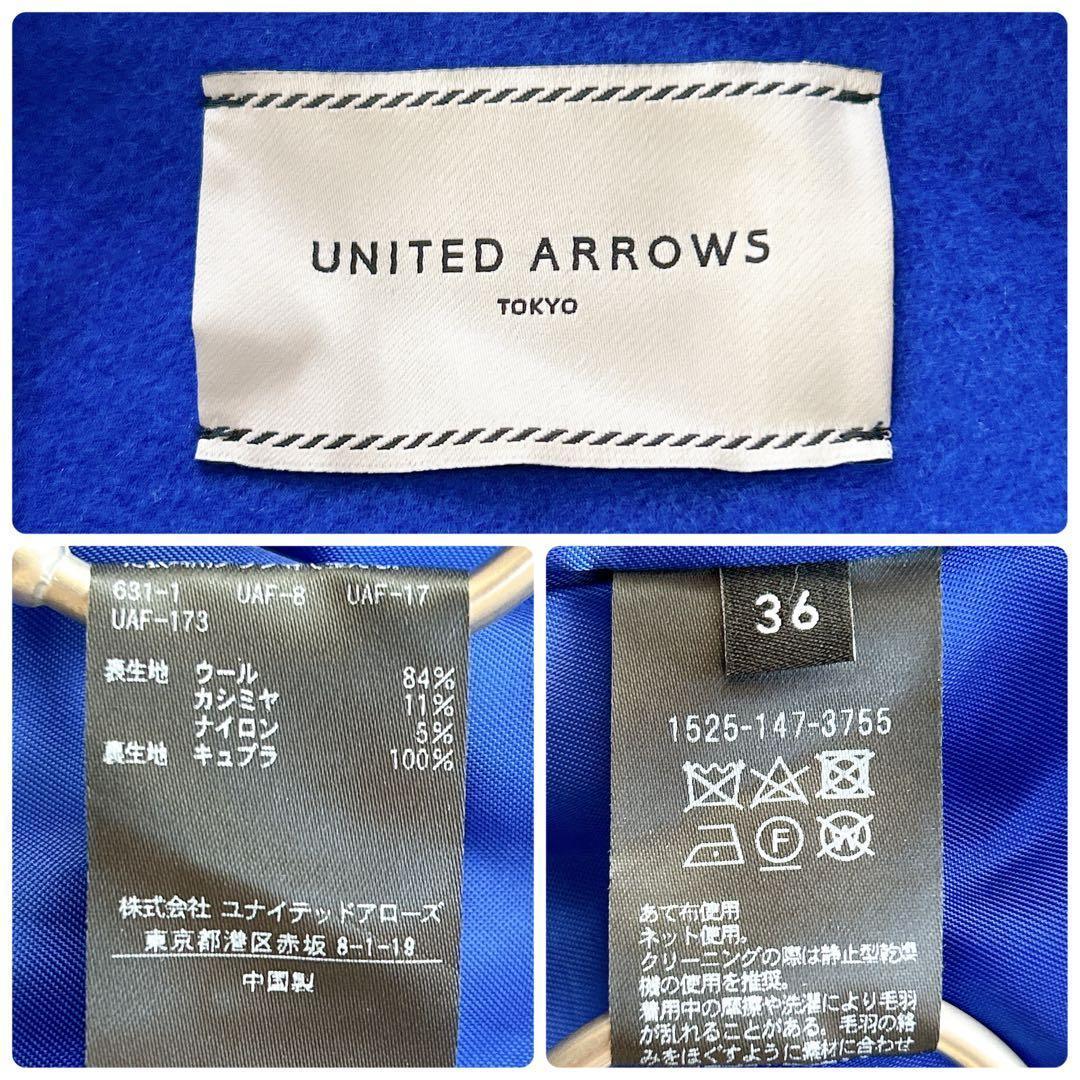 UNITED ARROWS
TOKYO
631-1 UAF-8 UAF-17
UAF-173
表生地 ウール 84%
カシミヤ 11%
ナイロン 5%
裏生地 キュプラ 100%
株式会社 ユナイテッドアローズ
東京都港区赤坂 8-1-19
中国製
36
1525-147-3755
W
F
あて布使用
ネット使用。
クリーニングの際は静止型乾燥
機の使用を推奨。
着用中の摩擦や洗濯により毛羽
が乱れることがある。毛羽の絡
みをほぐすように素材に合わせ